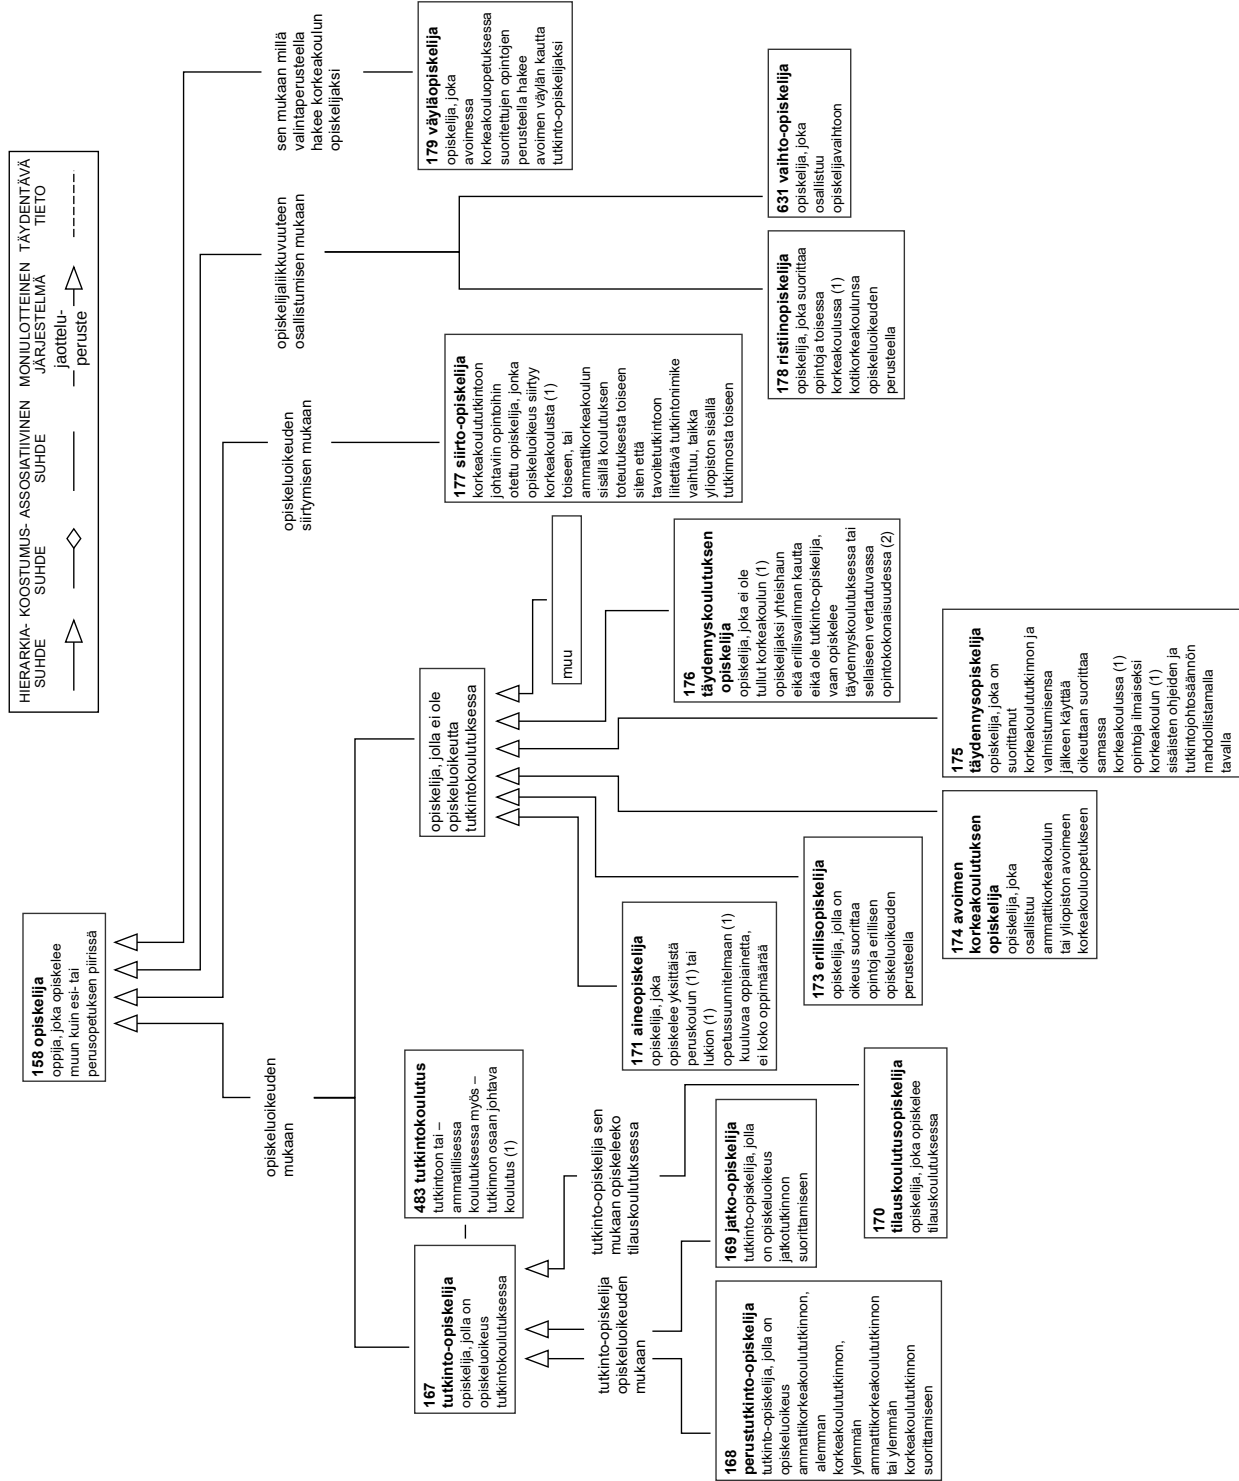 HIERARKIA-
SUHDE
KOOSTUMUS-
SUHDE
ASSOSIATIIVINEN
SUHDE
MONIULOTTEINEN
JÄRJESTELMÄ
jaottelu-
peruste
TÄYDENTÄVÄ
TIETO
158 opiskelija
oppija, joka opiskelee
muun kuin esi- tai
perusopetuksen piirissä
opiskeluoikeuden
mukaan
opiskeluoikeuden
siirtymisen mukaan
opiskelijaliikkuvuuteen
osallistumisen mukaan
sen mukaan millä
valintaperusteella
hakee korkeakoulun
opiskelijaksi
167
tutkinto-opiskelija
opiskelija, jolla on
opiskeluoikeus
tutkintokoulutuksessa
483 tutkintokoulutus
tutkintoon tai –
ammatillisessa
koulutuksessa myös –
tutkinnon osaan johtava
koulutus (1)
opiskelija, jolla ei ole
opiskeluoikeutta
tutkintokoulutuksessa
177 siirto-opiskelija
korkeakoulututkintoon
johtaviin opintoihin
otettu opiskelija, jonka
opiskeluoikeus siirtyy
korkeakoulusta (1)
toiseen, tai
ammattikorkeakoulun
sisällä koulutuksen
toteutuksesta toiseen
siten että
tavoitetutkintoon
liitettävä tutkintonimike
vaihtuu, taikka
yliopiston sisällä
tutkinnosta toiseen
179 väyläopiskelija
opiskelija, joka
avoimessa
korkeakouluopetuksessa
suoritettujen opintojen
perusteella hakee
avoimen väylän kautta
tutkinto-opiskelijaksi
tutkinto-opiskelija
opiskeluoikeuden
mukaan
tutkinto-opiskelija sen
mukaan opiskeleeko
tilauskoulutuksessa
muu
168
perustutkinto-opiskelija
tutkinto-opiskelija, jolla on
opiskeluoikeus
ammattikorkeakoulututkinnon,
alemman
korkeakoulututkinnon,
ylemmän
ammattikorkeakoulututkinnon
tai ylemmän
korkeakoulututkinnon
suorittamiseen
169 jatko-opiskelija
tutkinto-opiskelija, jolla
on opiskeluoikeus
jatkotutkinnon
suorittamiseen
170
tilauskoulutusopiskelija
opiskelija, joka opiskelee
tilauskoulutuksessa
171 aineopiskelija
opiskelija, joka
opiskelee yksittäistä
peruskoulun (1) tai
lukion (1)
opetussuunnitelmaan (1)
kuuluvaa oppiainetta,
ei koko oppimäärää
173 erillisopiskelija
opiskelija, jolla on
oikeus suorittaa
opintoja erillisen
opiskeluoikeuden
perusteella
174 avoimen
korkeakoulutuksen
opiskelija
opiskelija, joka
osallistuu
ammattikorkeakoulun
tai yliopiston avoimeen
korkeakouluopetukseen
175
täydennysopiskelija
opiskelija, joka on
suorittanut
korkeakoulututkinnon ja
valmistumisensa
jälkeen käyttää
oikeuttaan suorittaa
samassa
korkeakoulussa (1)
opintoja ilmaiseksi
korkeakoulun (1)
sisäisten ohjeiden ja
tutkintojohtosäännön
mahdollistamalla
tavalla
176
täydennyskoulutuksen
opiskelija
opiskelija, joka ei ole
tullut korkeakoulun (1)
opiskelijaksi yhteishaun
eikä erillisvalinnan kautta
eikä ole tutkinto-opiskelija,
vaan opiskelee
täydennyskoulutuksessa tai
sellaiseen vertautuvassa
opintokokonaisuudessa (2)
178 ristiinopiskelija
opiskelija, joka suorittaa
opintoja toisessa
korkeakoulussa (1)
kotikorkeakoulunsa
opiskeluoikeuden
perusteella
631 vaihto-opiskelija
opiskelija, joka
osallistuu
opiskelijavaihtoon